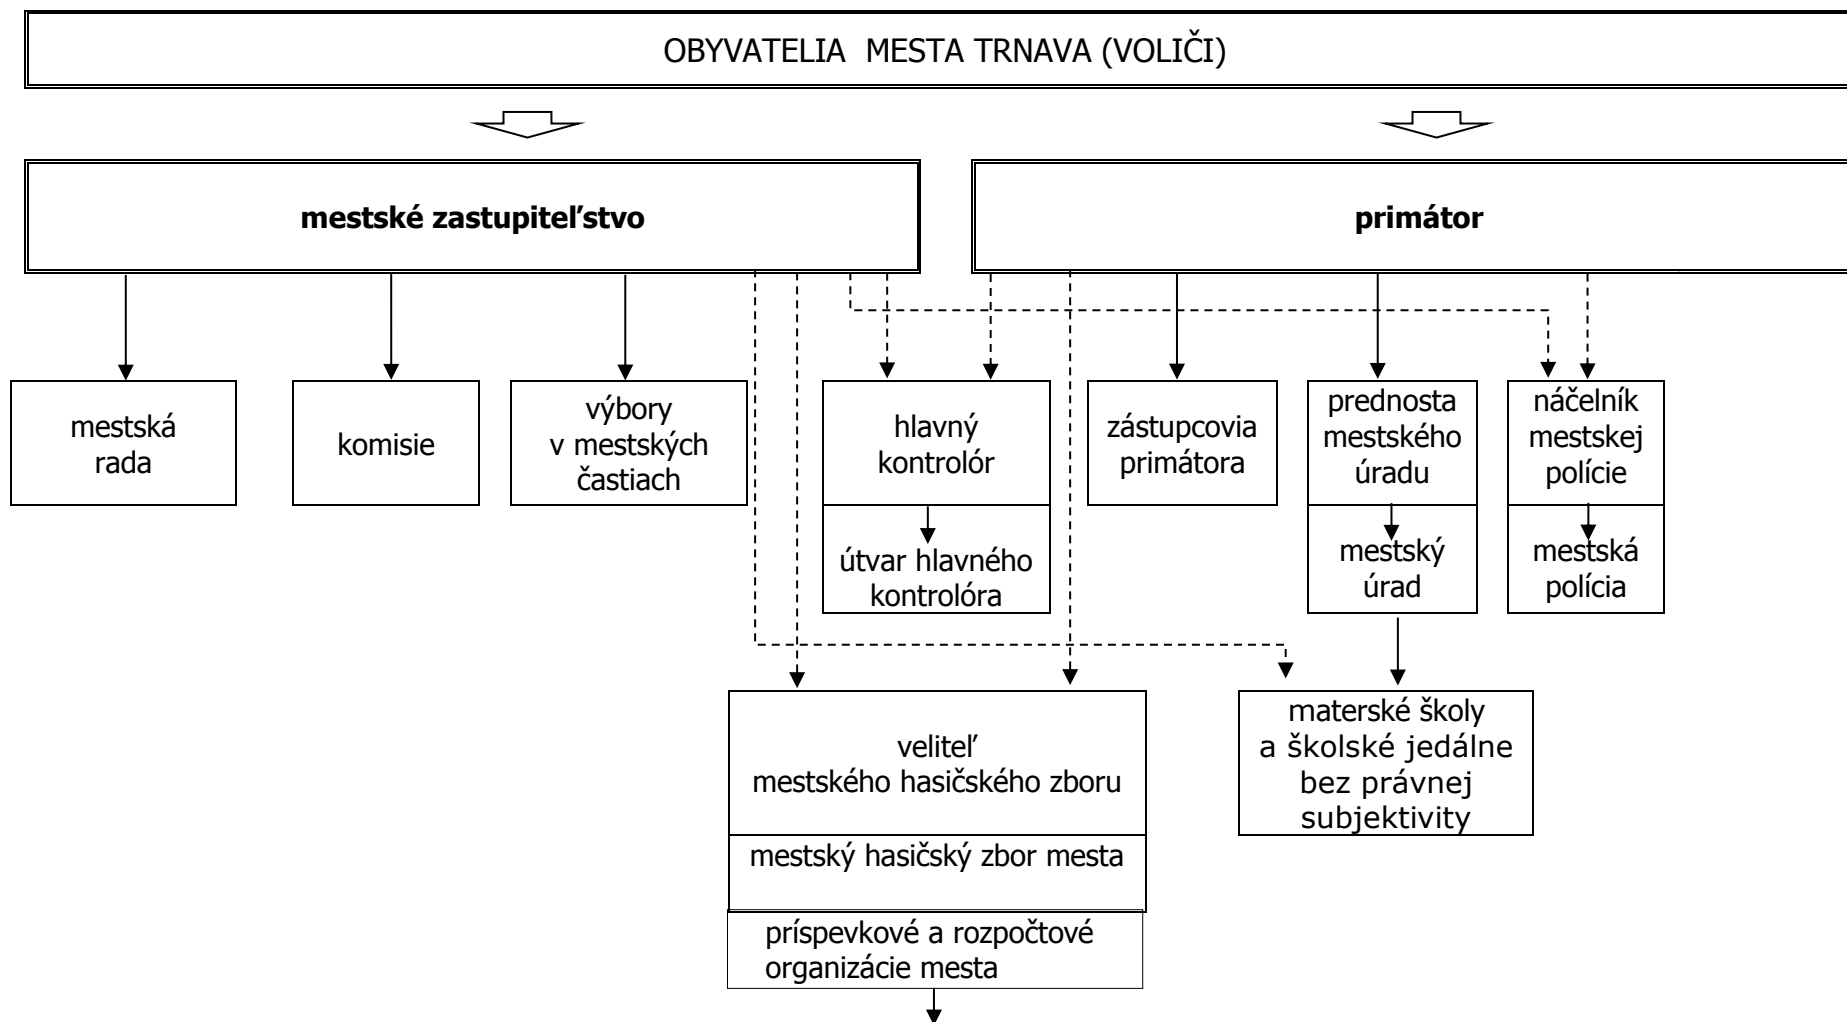 OBYVATELIA MESTA TRNAVA (VOLIČI)
mestské zastupiteľstvo
primátor
mestská
rada
komisie
výbory
v mestských
častiach
hlavný
kontrolór
útvar hlavného
kontrolóra
zástupcovia
primátora
prednosta
mestského
úradu
mestský
úrad
náčelník
mestskej
polície
mestská
polícia
veliteľ
mestského hasičského zboru
mestský hasičský zbor mesta
príspevkové a rozpočtové
organizácie mesta
materské školy
a školské jedálne
bez právnej
subjektivity